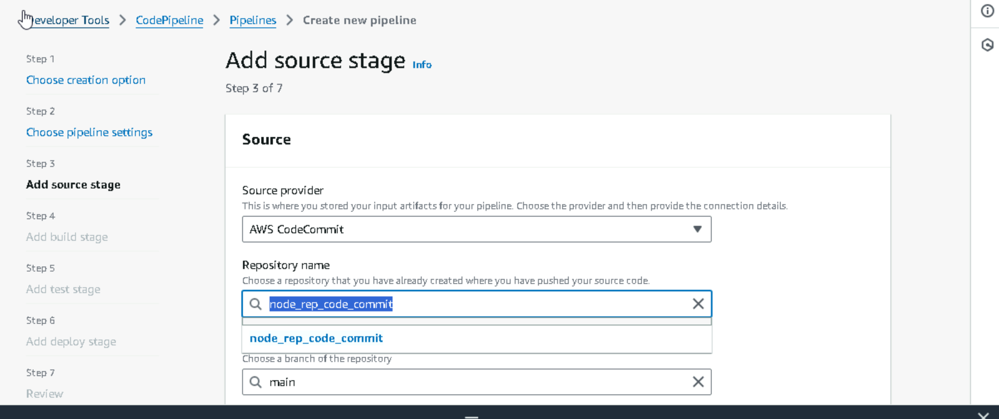 Developer Tools > CodePipeline > Pipelines > Create new pipeline
Step 1
Choose creation option
Step 2
Choose pipeline settings
Step 3
Add source stage
Step 4
Add build stage
Step 5
Add test stage
Step 6
Add deploy stage
Step 7
Review
Add source stage Info
Step 3 of 7
Source
Source provider
This is where you stored your input artifacts for your pipeline. Choose the provider and then provide the connection details.
AWS CodeCommit
Repository name
Choose a repository that you have already created where you have pushed your source code.
node_rep_code_commit
node_rep_code_commit
Choose a branch of the repository
main